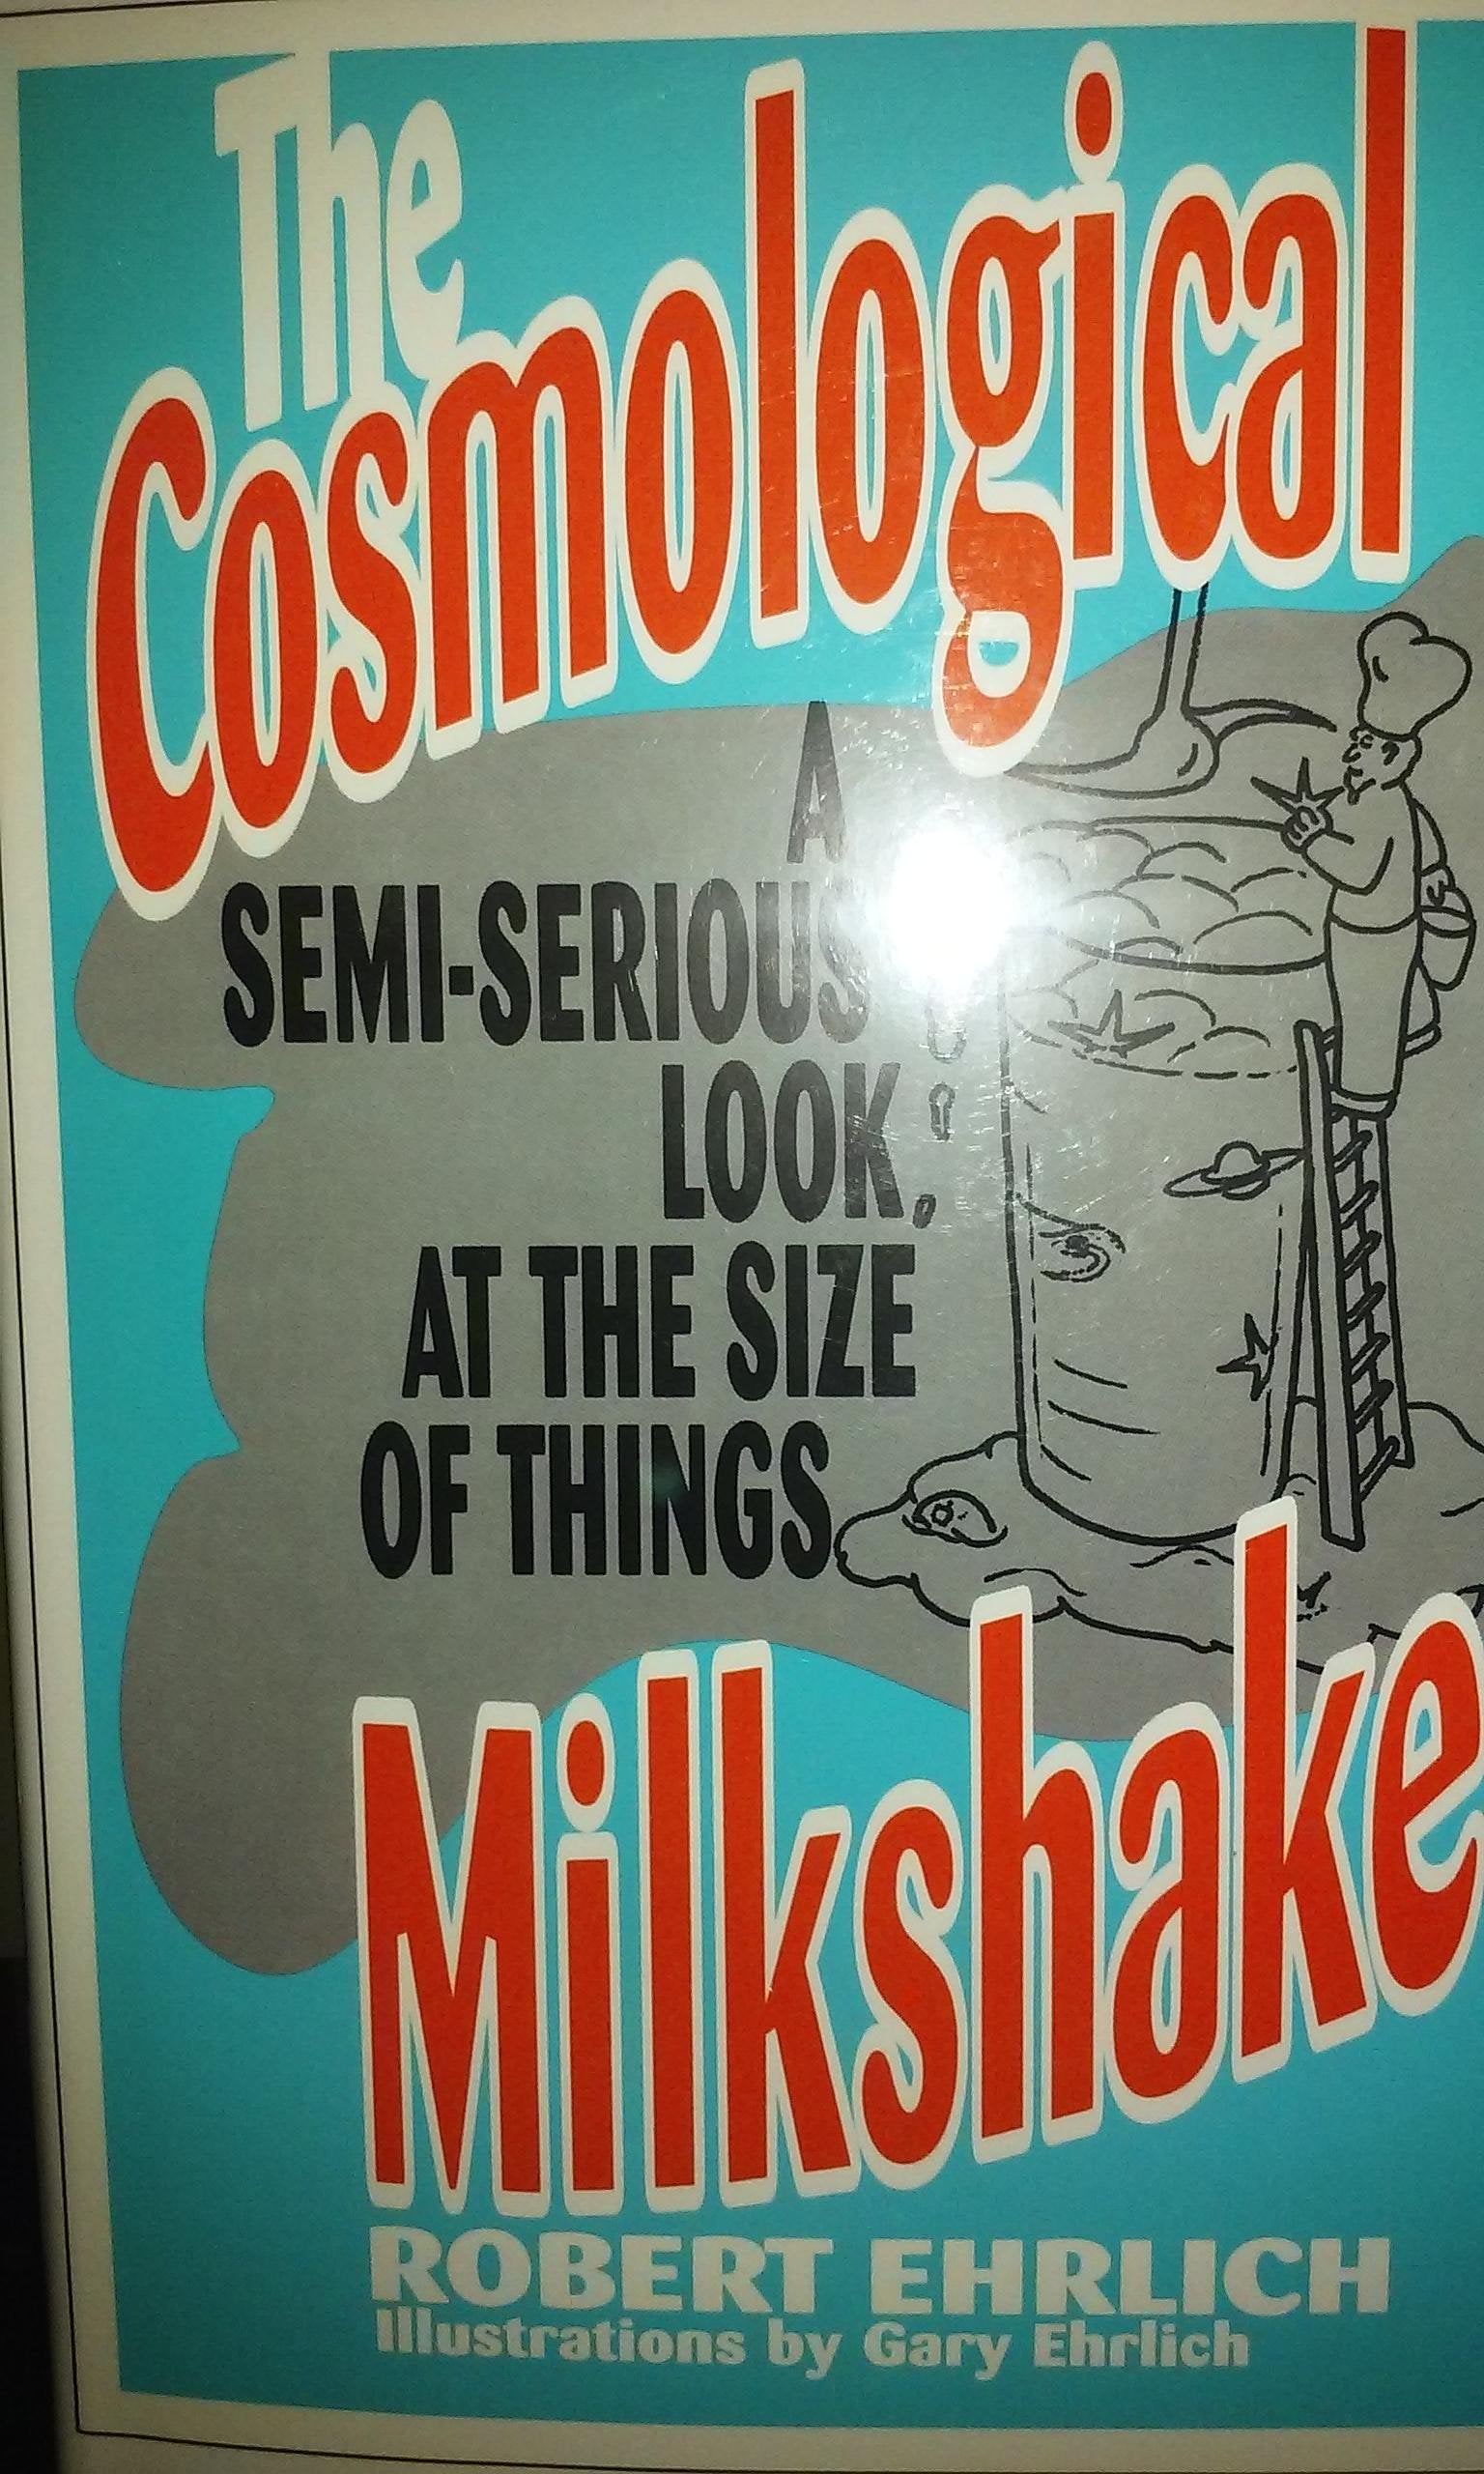 The
Cosmological
A
SEMI-SERIOUS
LOOK
AT THE SIZE
OF THINGS
Milkshake
ROBERT EHRLICH
Illustrations by Gary Ehrlich